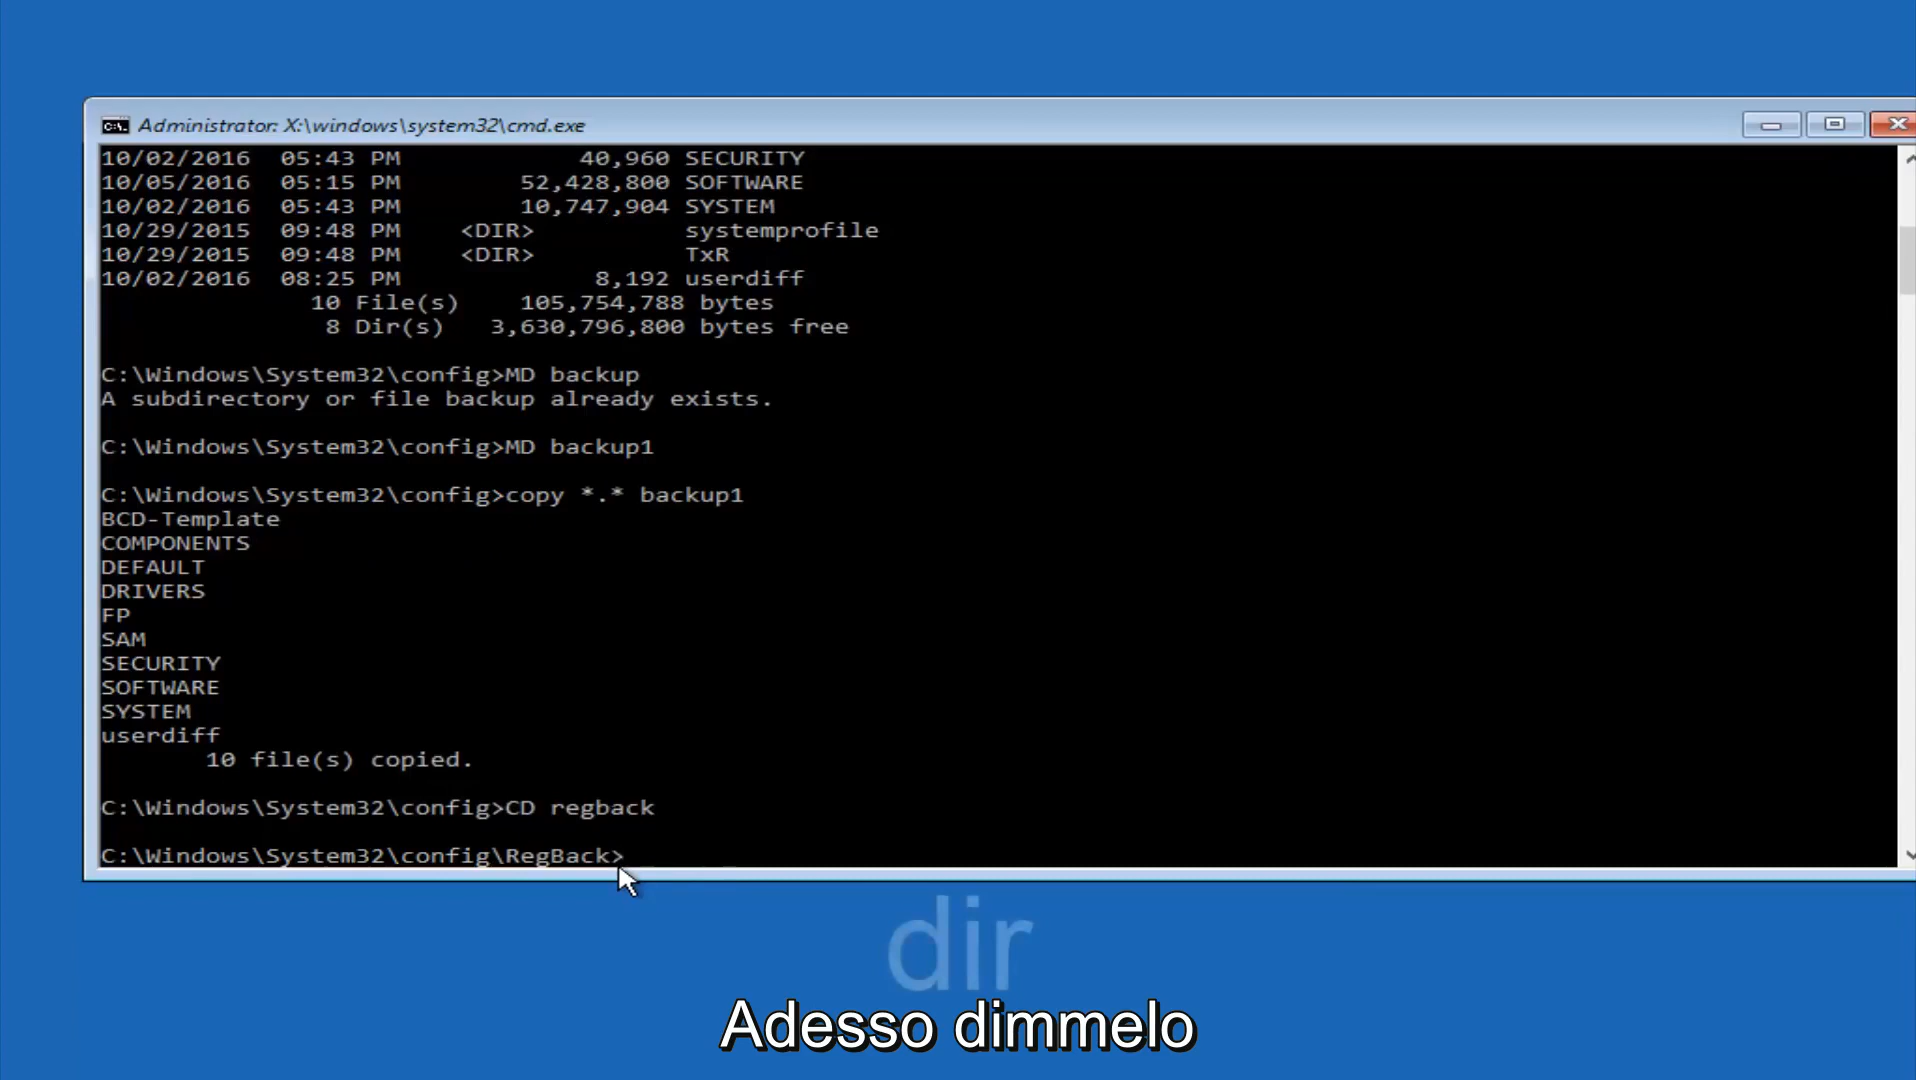 Administrator: X:\windows\system32\cmd.exe
10/02/2016  05:43 PM            40,960 SECURITY
10/05/2016  05:15 PM        52,428,800 SOFTWARE
10/02/2016  05:43 PM        10,747,904 SYSTEM
10/29/2015  09:48 PM    <DIR>          systemprofile
10/29/2015  09:48 PM    <DIR>          TxR
10/02/2016  08:25 PM             8,192 userdiff
              10 File(s)    105,754,788 bytes
               8 Dir(s)   3,630,796,800 bytes free
C:\Windows\System32\config>MD backup
A subdirectory or file backup already exists.
C:\Windows\System32\config>MD backup1
C:\Windows\System32\config>copy *.* backup1
BCD-Template
COMPONENTS
DEFAULT
DRIVERS
FP
SAM
SECURITY
SOFTWARE
SYSTEM
userdiff
       10 file(s) copied.
C:\Windows\System32\config>CD regback
C:\Windows\System32\config\RegBack>
dir
Adesso dimmelo